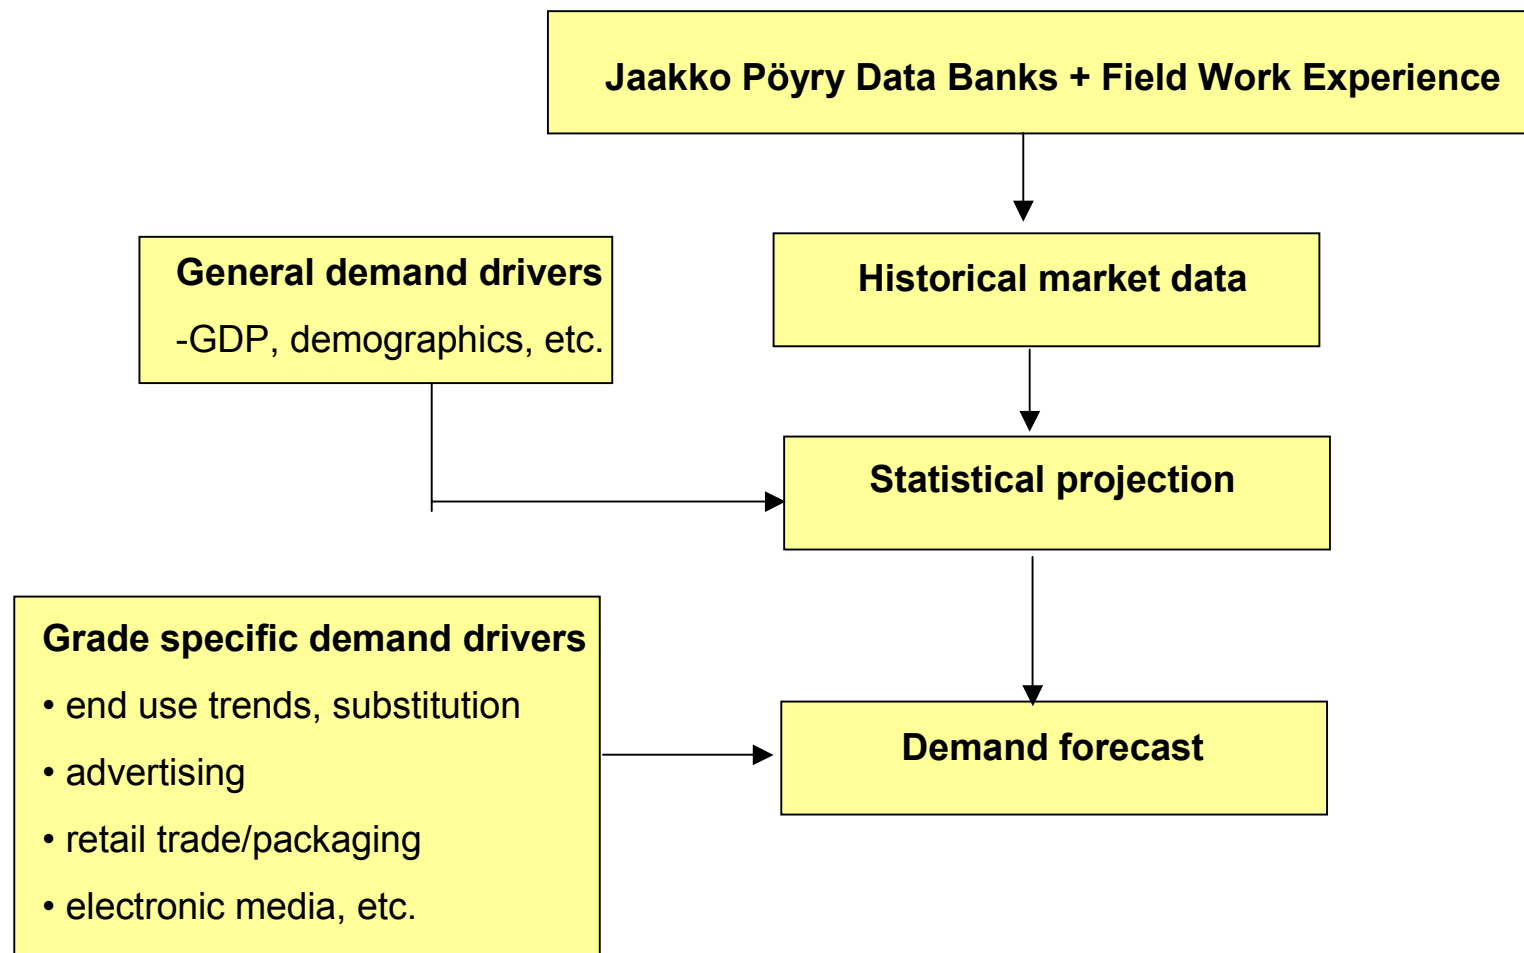 Jaakko Pöyry Data Banks + Field Work Experience
General demand drivers
-GDP, demographics, etc.
Historical market data
Statistical projection
Grade specific demand drivers
• end use trends, substitution
• advertising
• retail trade/packaging
• electronic media, etc.
Demand forecast